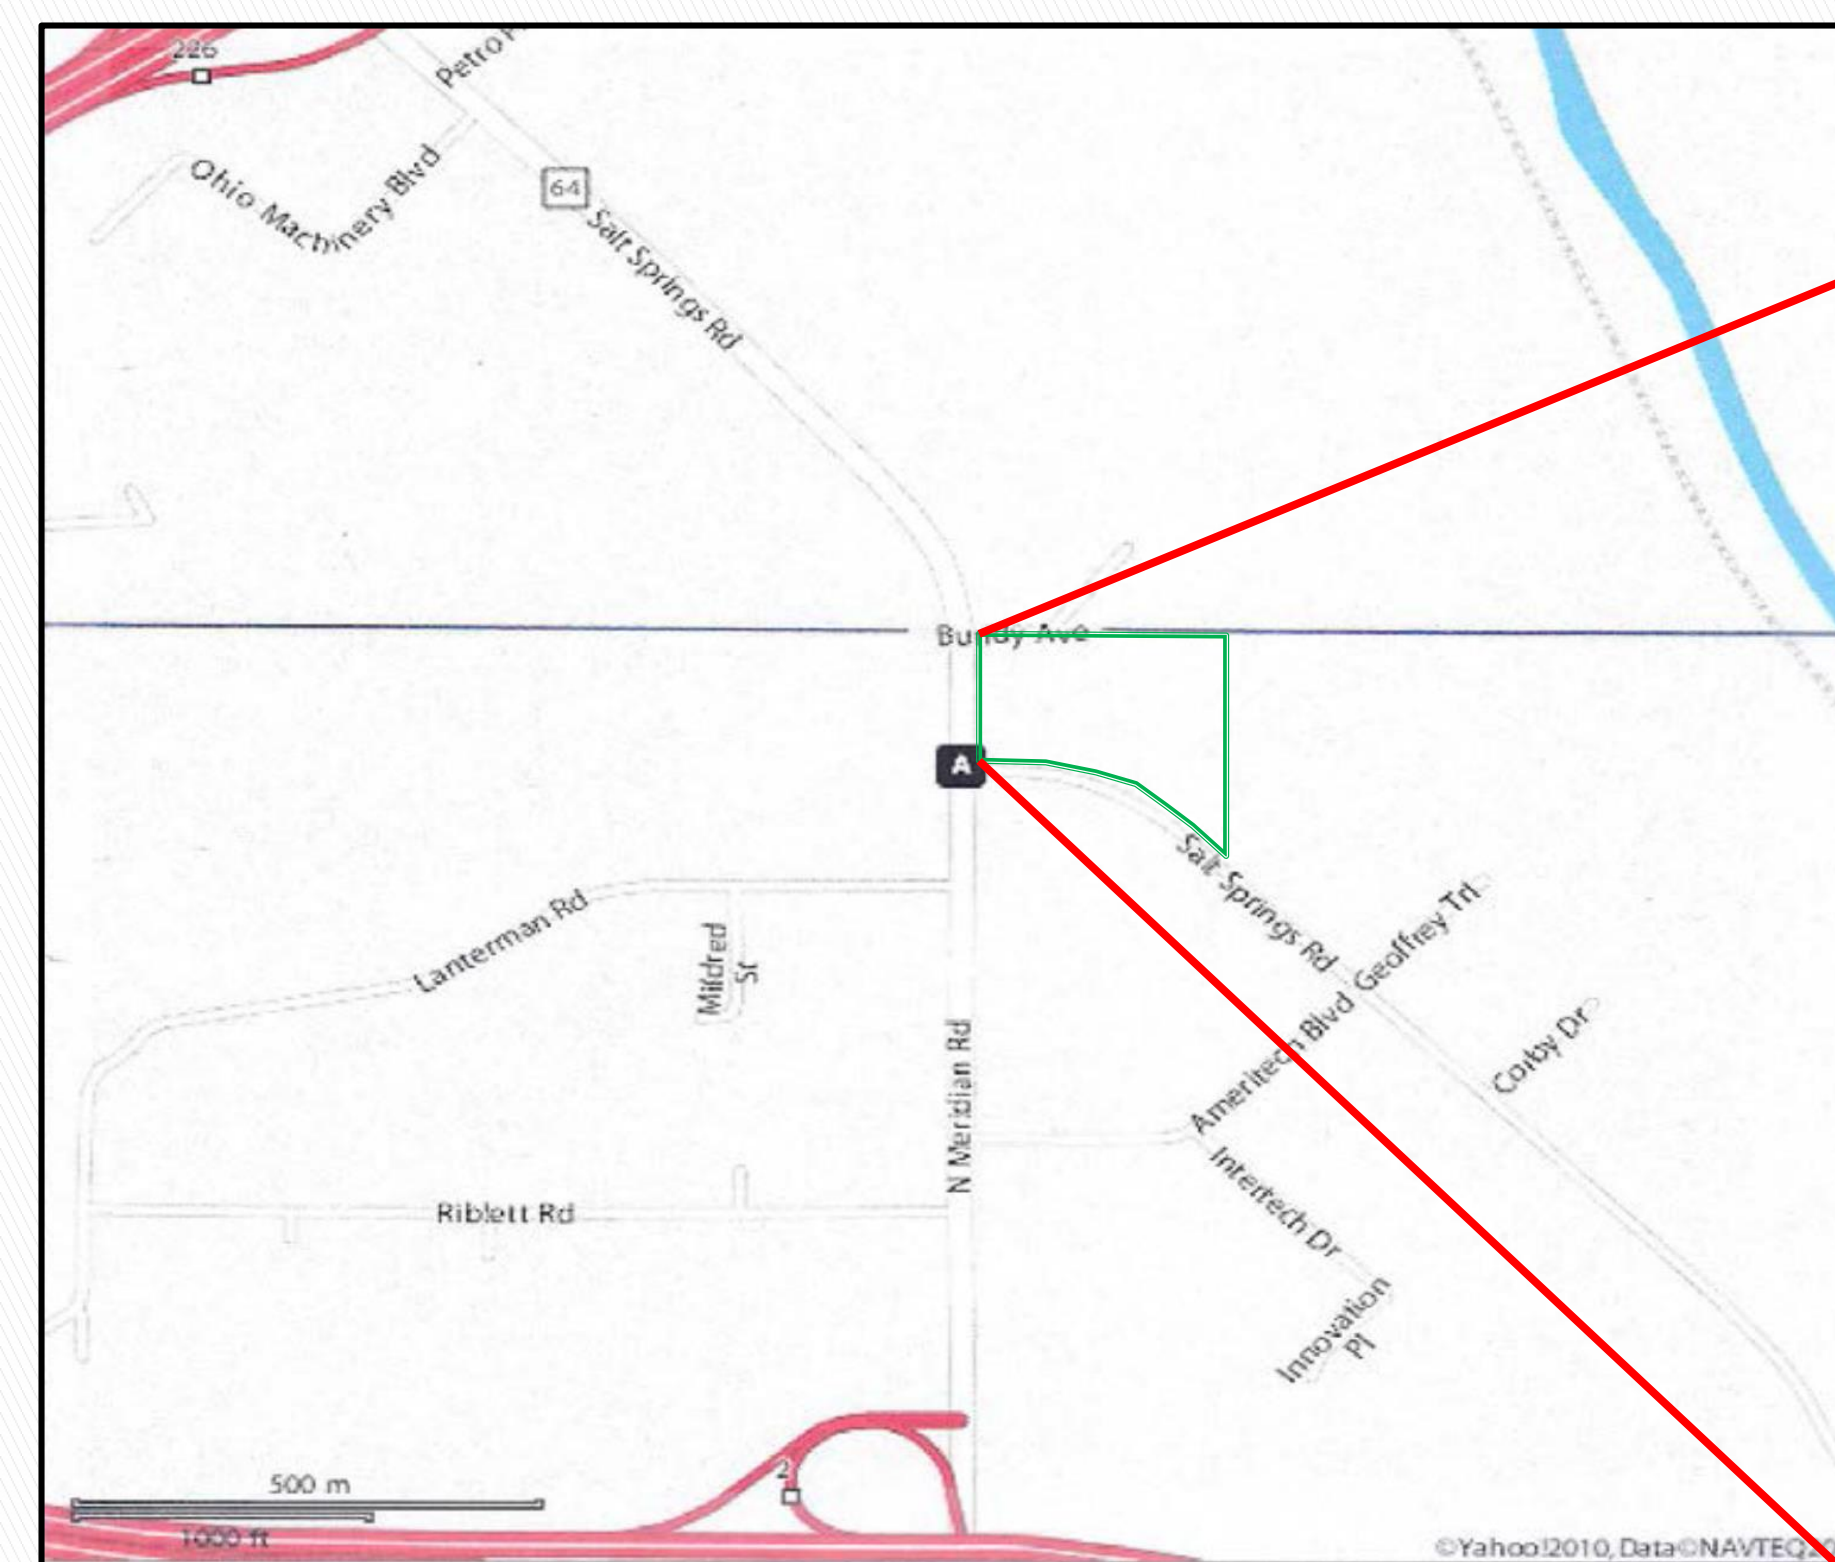 226
Petro
Ohio Machinery Blvd
64
Salt Springs Rd
Bundy Ave
A
Salt Springs Rd
Lanterman Rd
Mildred
St
Geoffrey Trl
Ameritech Blvd
Corby Dr
N Meridian Rd
Intertech Dr
Riblett Rd
Innovation
Pl
2
500 m
1000 ft
©Yahoo!2010, Data©NAVTEQ20